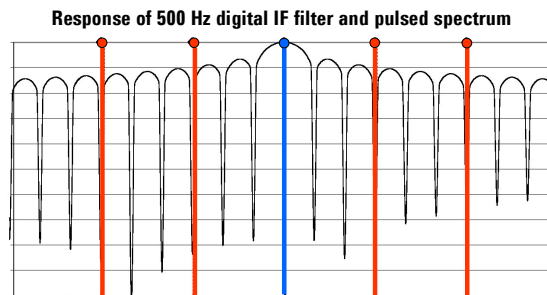 Response of 500 Hz digital IF filter and pulsed spectrum